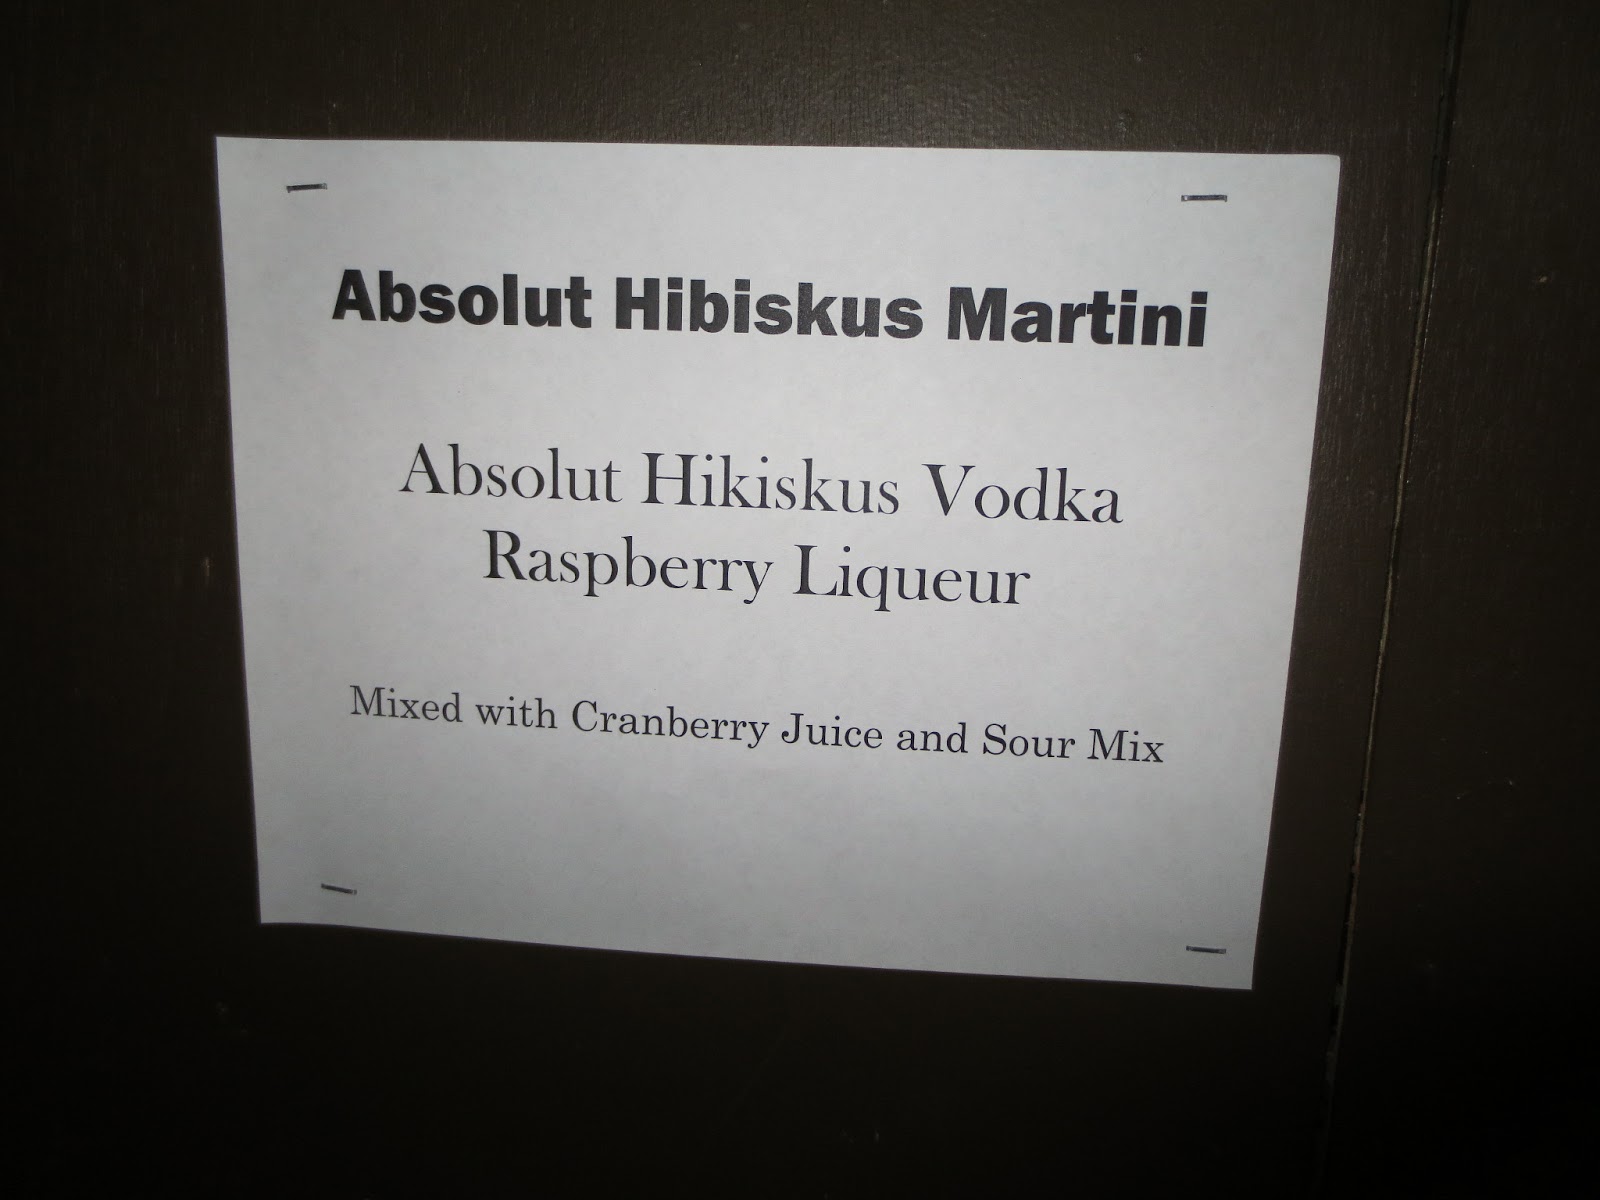 Absolut Hibiskus Martini
Absolut Hikiskus Vodka
Raspberry Liqueur
Mixed with Cranberry Juice and Sour Mix